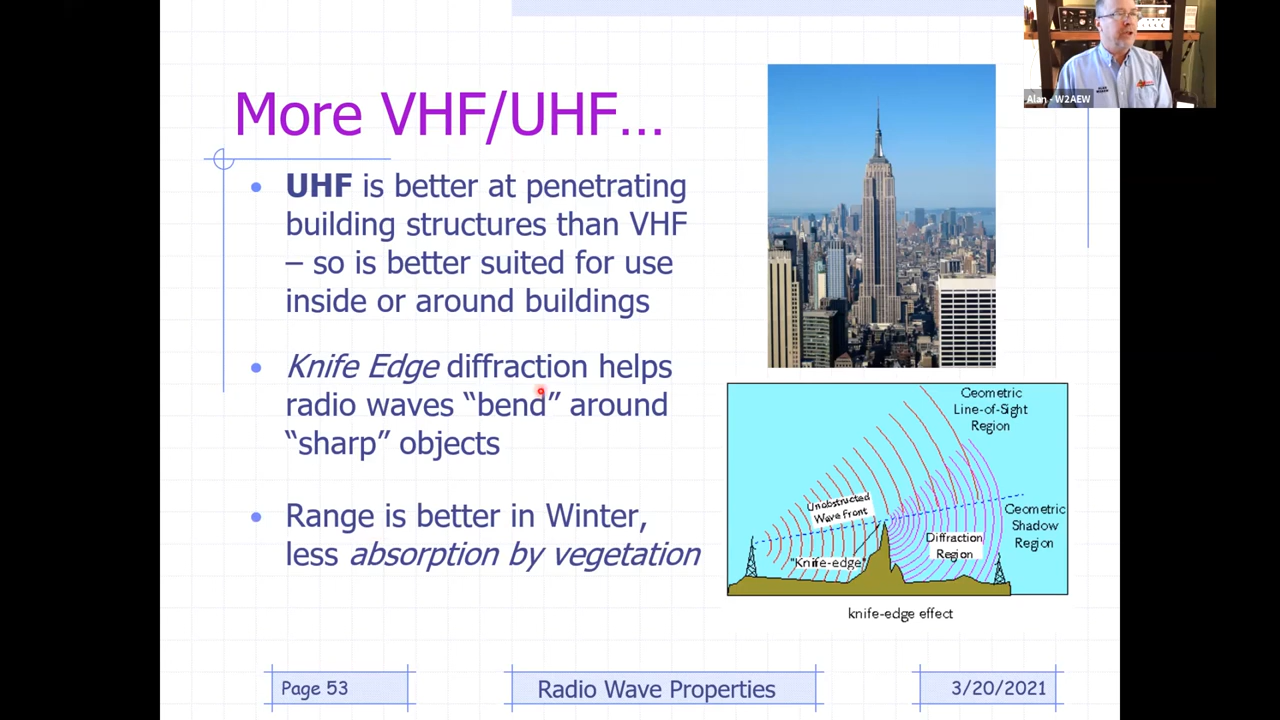 Alan - W2AEW
More VHF/UHF...
• UHF is better at penetrating
building structures than VHF
– so is better suited for use
inside or around buildings
• Knife Edge diffraction helps
radio waves “bend” around
“sharp” objects
• Range is better in Winter,
less absorption by vegetation
Geometric
Line-of-Sight
Region
Unobstructed
Wave front
Geometric
Shadow
Region
Diffraction
Region
"Knife-edge"
knife-edge effect
Page 53
Radio Wave Properties
3/20/2021